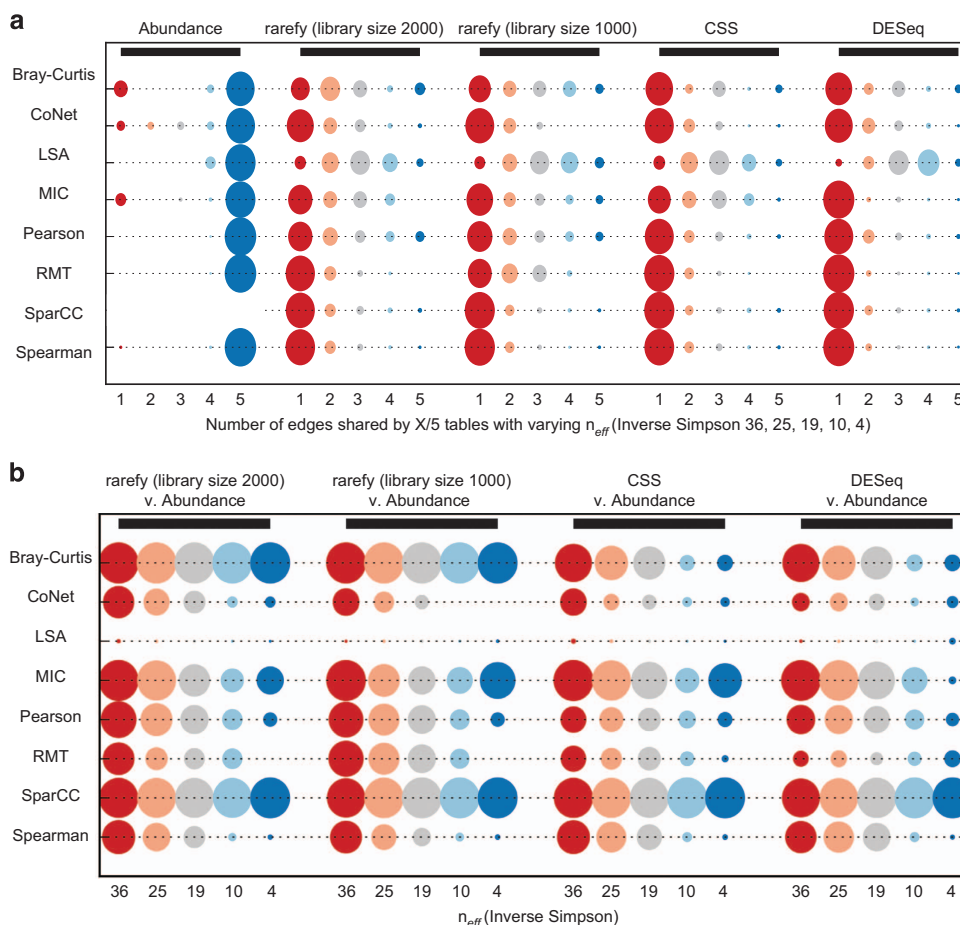 a
Abundance rarefy (library size 2000) rarefy (library size 1000) CSS DESeq
Bray-Curtis
CoNet
LSA
MIC
Pearson
RMT
SparCC
Spearman
1 2 3 4 5 1 2 3 4 5 1 2 3 4 5 1 2 3 4 5 1 2 3 4 5
Number of edges shared by X/5 tables with varying n_eff (Inverse Simpson 36, 25, 19, 10, 4)
b
rarefy (library size 2000) rarefy (library size 1000) CSS DESeq
v. Abundance v. Abundance v. Abundance v. Abundance
Bray-Curtis
CoNet
LSA
MIC
Pearson
RMT
SparCC
Spearman
36 25 19 10 4 36 25 19 10 4 36 25 19 10 4 36 25 19 10 4
n_eff (Inverse Simpson)